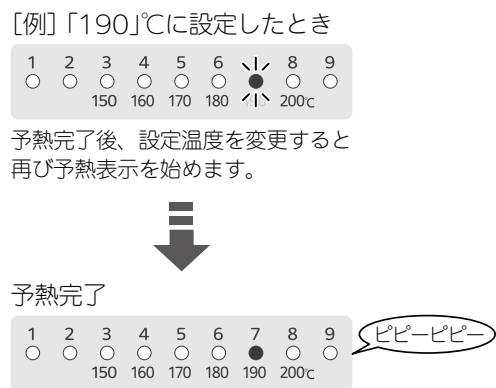 [例]「190」℃に設定したとき
1 2 3 4 5 6 8 9
150 160 170 180 200℃
予熱完了後、設定温度を変更すると
再び予熱表示を始めます。
予熱完了
1 2 3 4 5 6 7 8 9
150 160 170 180 190 200℃
ピピーピピー